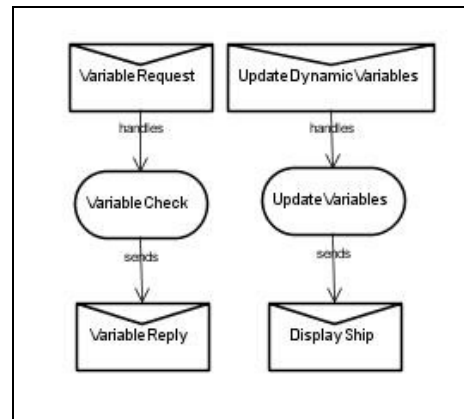 Variable Request
Update Dynamic Variables
handles
handles
Variable Check
Update Variables
sends
sends
Variable Reply
Display Ship